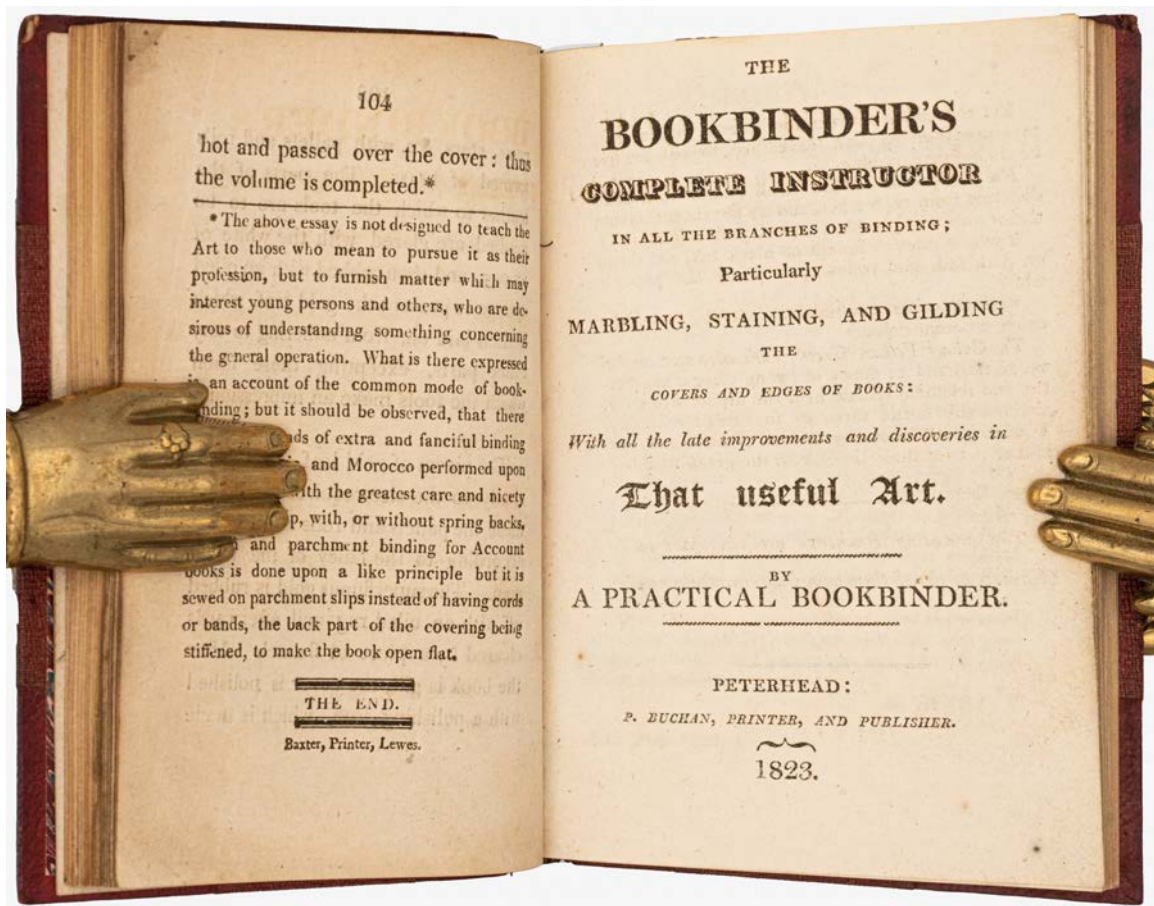 104
hot and passed over the cover: thus
the volume is completed.*
* The above essay is not designed to teach the
Art to those who mean to pursue it as their
profession, but to furnish matter which may
interest young persons and others, who are de-
sirous of understanding something concerning
the general operation. What is there expressed
is an account of the common mode of book-
nding; but it should be observed, that there
ds of extra and fanciful binding
and Morocco performed upon
with the greatest care and nicety
p, with, or without spring backs,
and parchment binding for Account
books is done upon a like principle but it is
sewed on parchment slips instead of having cords
or bands, the back part of the covering being
stiffened, to make the book open flat.
THE END.
Baxter, Printer, Lewes.
THE
BOOKBINDER'S
COMPLETE INSTRUCTOR
IN ALL THE BRANCHES OF BINDING;
Particularly
MARBLING, STAINING, AND GILDING
THE
COVERS AND EDGES OF BOOKS:
With all the late improvements and discoveries in
That useful Art.
BY
A PRACTICAL BOOKBINDER.
PETERHEAD:
P. BUCHAN, PRINTER, AND PUBLISHER.
1823.